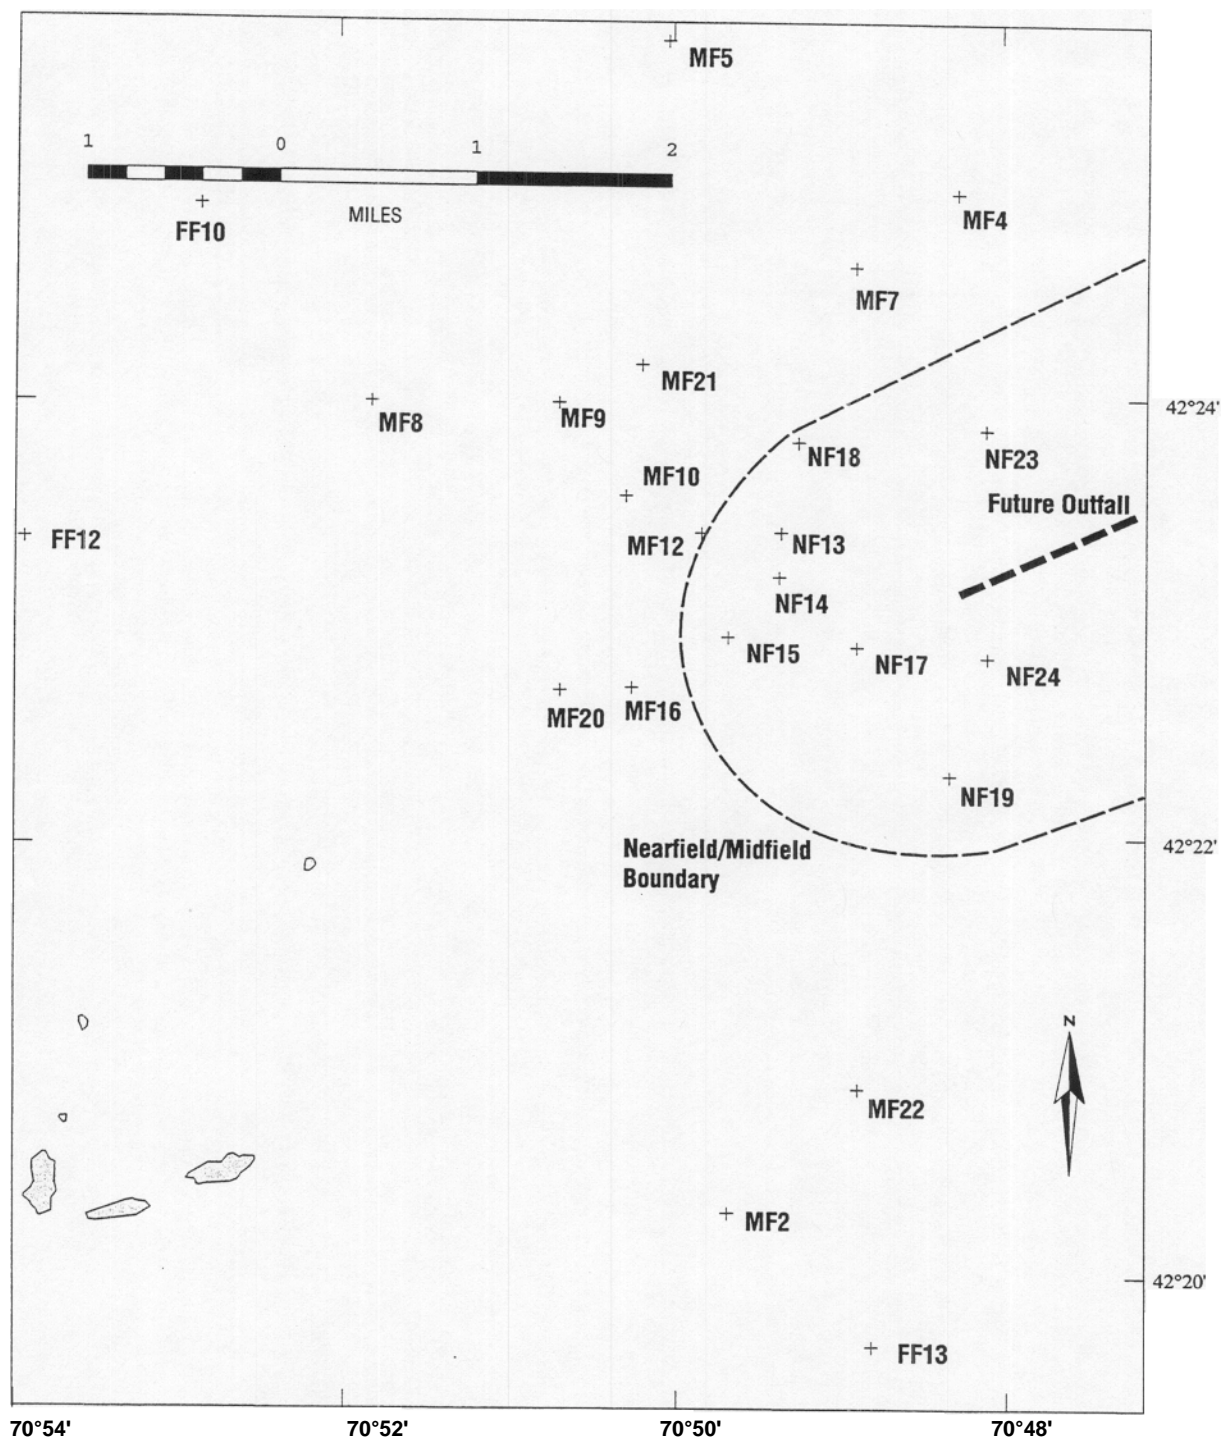 MF5
1 0 1 2
MILES
FF10
MF4
MF7
MF21
MF8
MF9
42°24'
NF18
NF23
MF10
Future Outfall
FF12
MF12
NF13
NF14
NF15
NF17
NF24
MF20
MF16
NF19
Nearfield/Midfield
Boundary
42°22'
N
MF22
MF2
42°20'
FF13
70°54' 70°52' 70°50' 70°48'